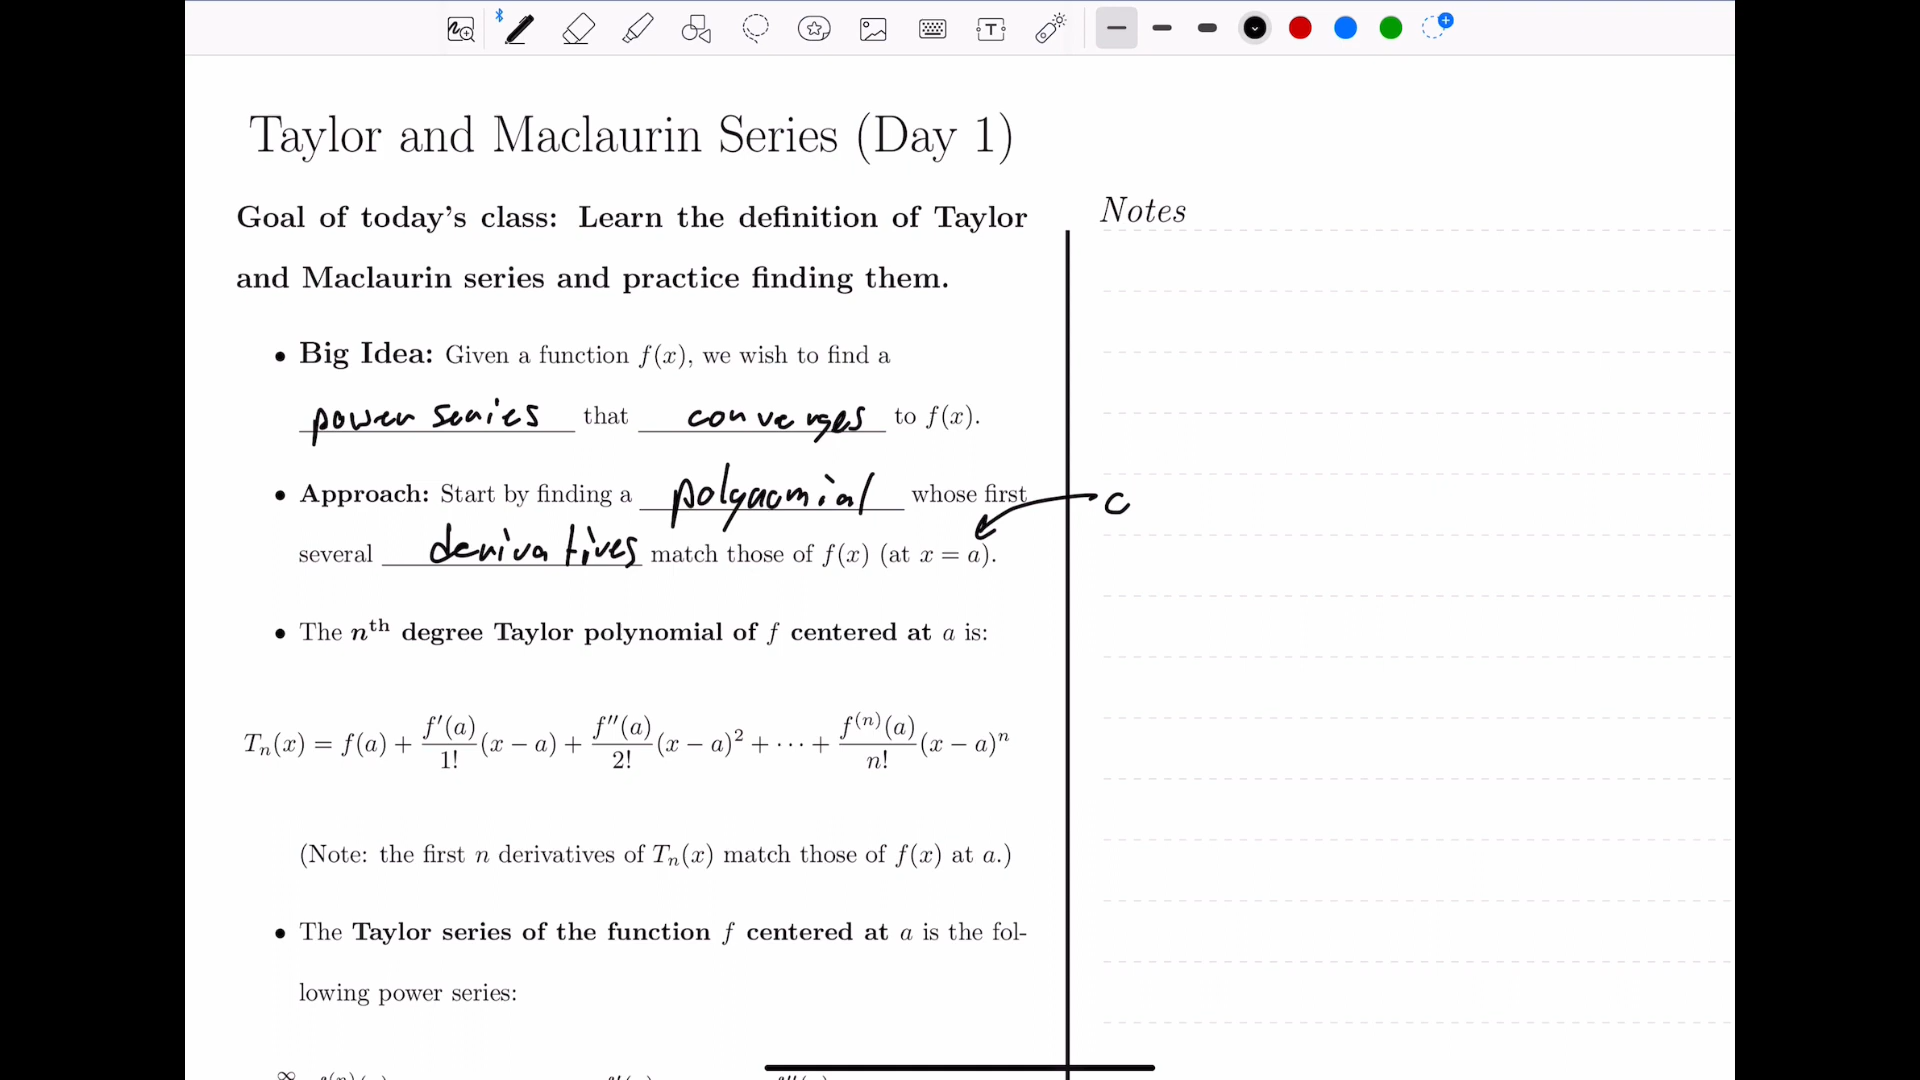 Taylor and Maclaurin Series (Day 1)
Goal of today's class: Learn the definition of Taylor
and Maclaurin series and practice finding them.
Notes
• Big Idea: Given a function f(x), we wish to find a
power series that converges to f(x).
• Approach: Start by finding a polynomial whose first
c
several derivatives match those of f(x) (at x = a).
• The nᵗʰ degree Taylor polynomial of f centered at a is:
Tₙ(x) = f(a) + f′(a)/1! (x − a) + f″(a)/2! (x − a)² + ··· + f⁽ⁿ⁾(a)/n! (x − a)ⁿ
(Note: the first n derivatives of Tₙ(x) match those of f(x) at a.)
• The Taylor series of the function f centered at a is the fol-
lowing power series: